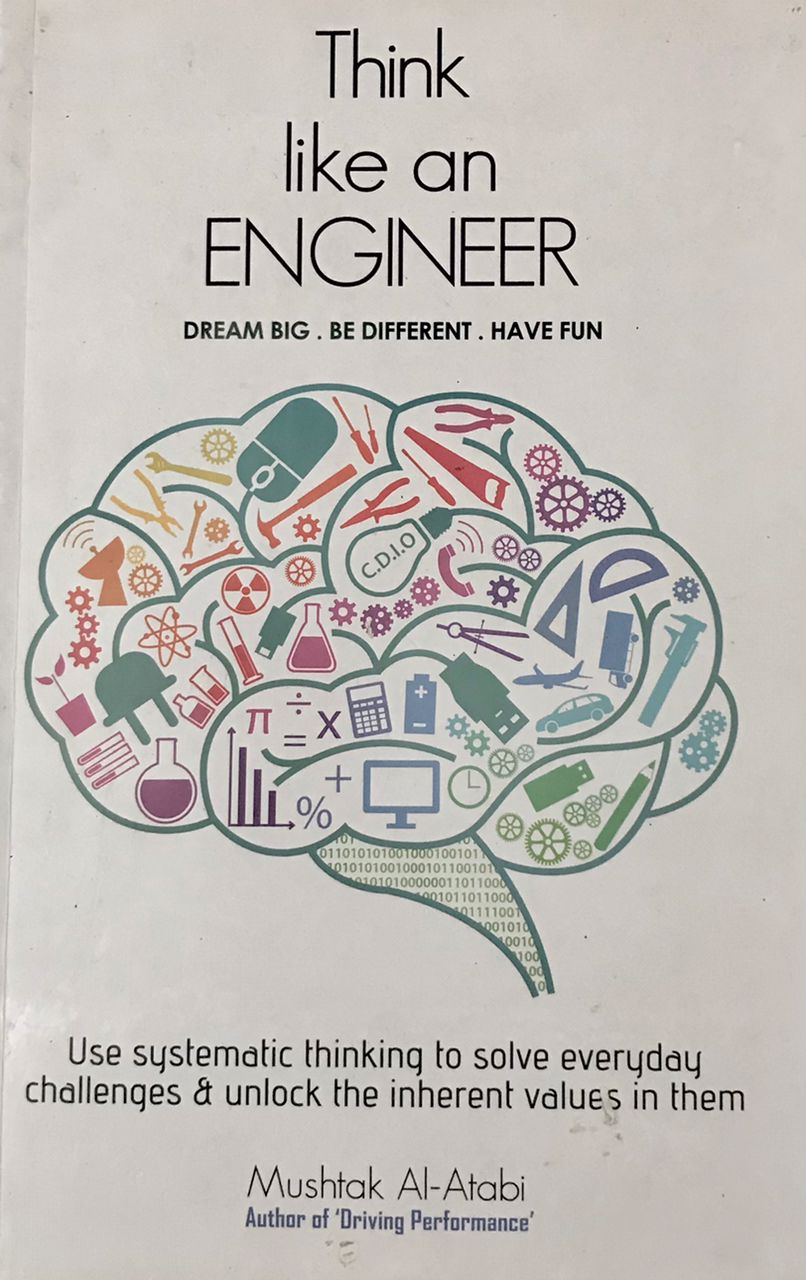 Think
like an
ENGINEER
DREAM BIG . BE DIFFERENT . HAVE FUN
C.D.I.O
π ÷
= x
+
%
Use systematic thinking to solve everyday
challenges & unlock the inherent values in them
Mushtak Al-Atabi
Author of 'Driving Performance'